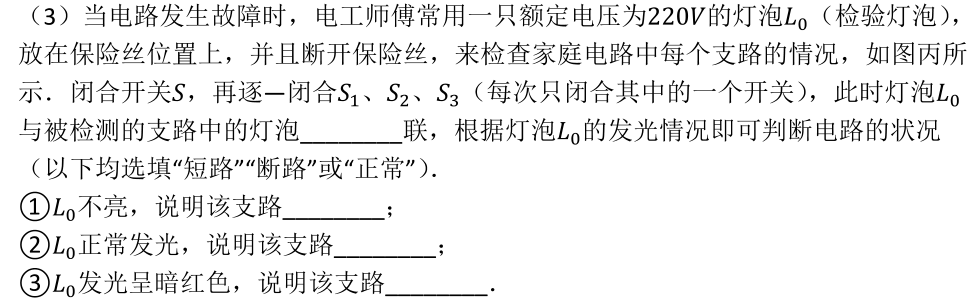 （3）当电路发生故障时，电工师傅常用一只额定电压为220V的灯泡L₀（检验灯泡），
放在保险丝位置上，并且断开保险丝，来检查家庭电路中每个支路的情况，如图丙所
示．闭合开关S，再逐—闭合S₁、S₂、S₃（每次只闭合其中的一个开关），此时灯泡L₀
与被检测的支路中的灯泡________联，根据灯泡L₀的发光情况即可判断电路的状况
（以下均选填“短路”“断路”或“正常”）．
①L₀不亮，说明该支路________；
②L₀正常发光，说明该支路________；
③L₀发光呈暗红色，说明该支路________．